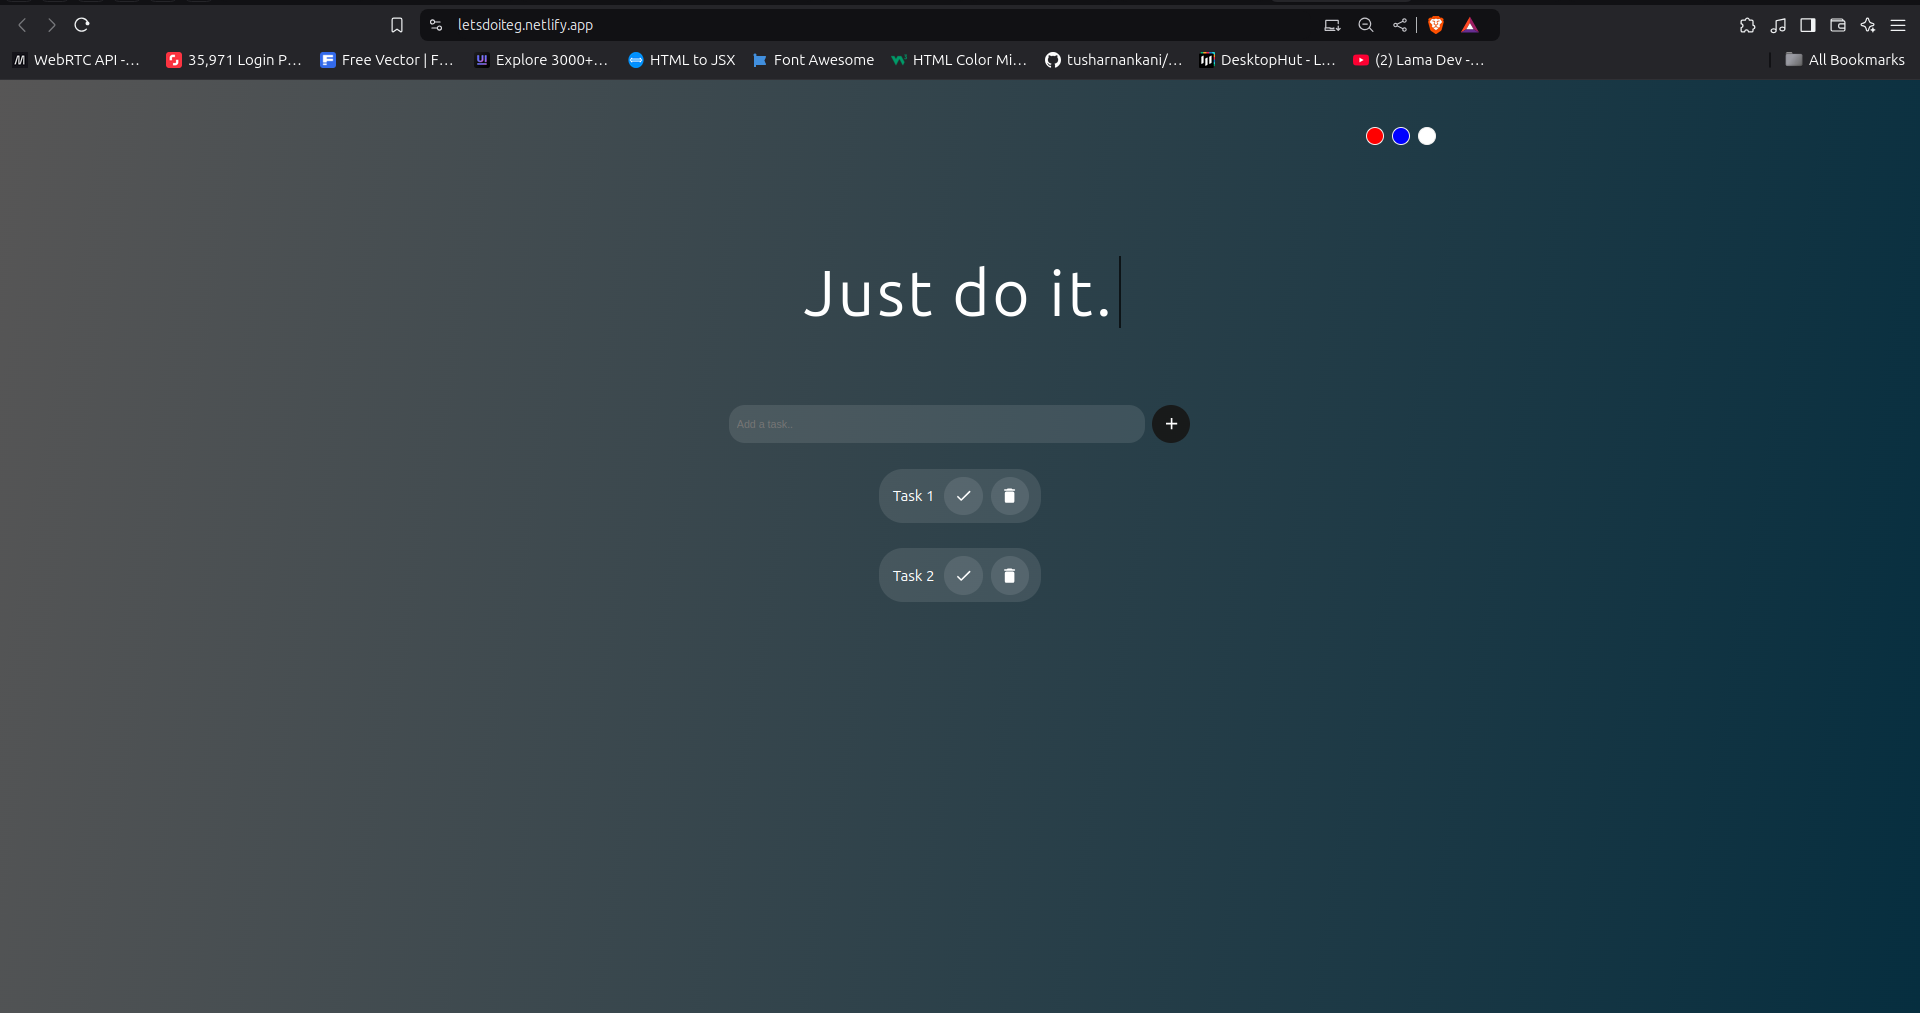 letsdoiteg.netlify.app
WebRTC API -... 35,971 Login P... Free Vector | F... UI Explore 3000+... HTML to JSX Font Awesome HTML Color Mi... tusharnankani/... DesktopHut - L... (2) Lama Dev -... All Bookmarks
Just do it.
Add a task..
Task 1
Task 2